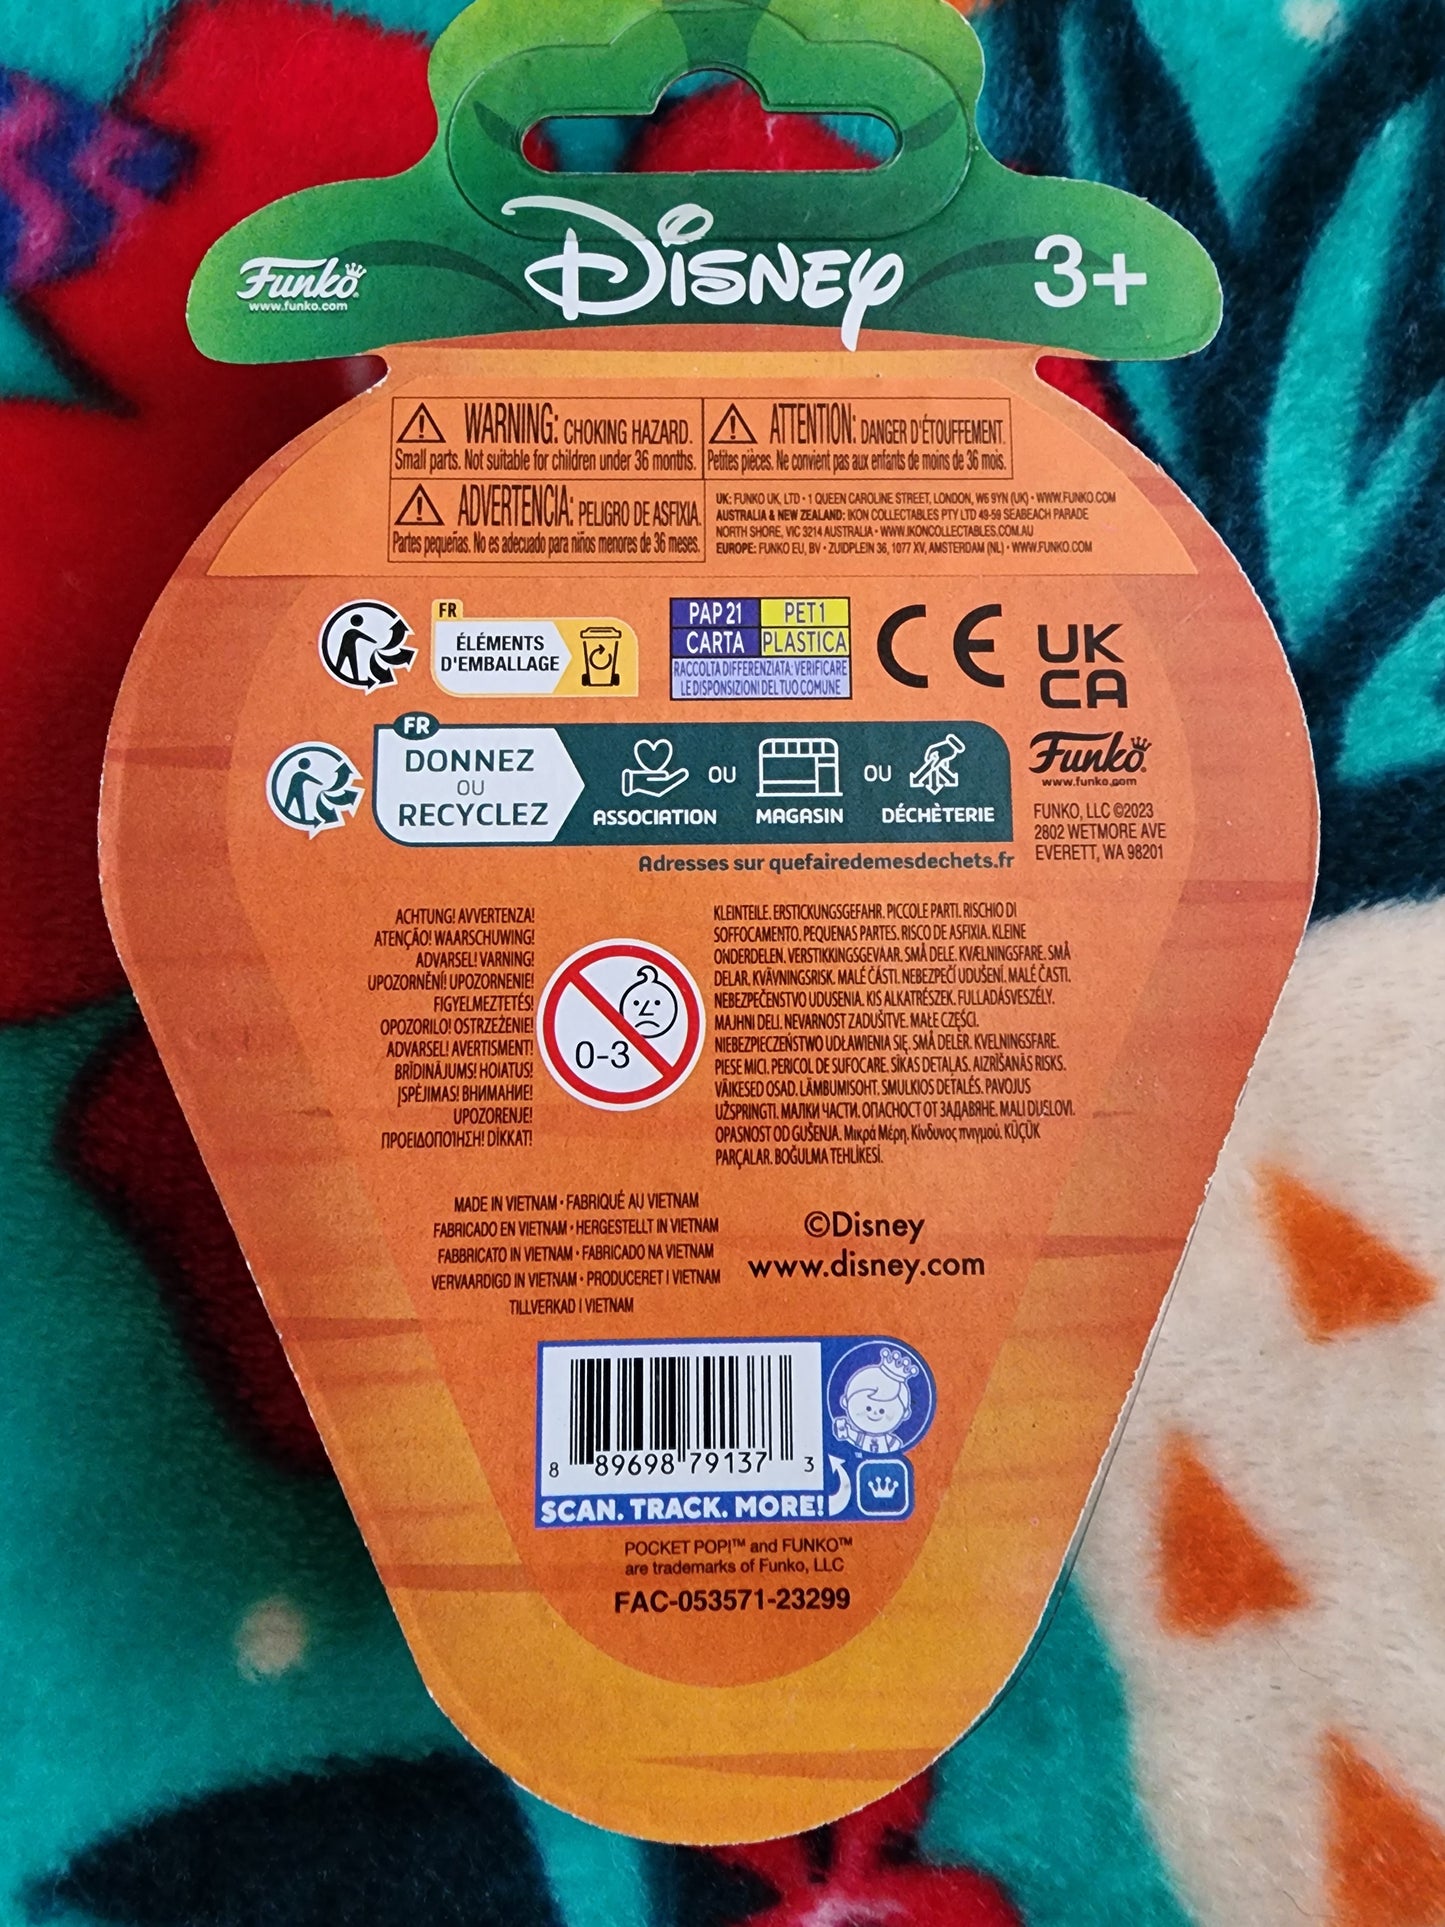 Funko
www.funko.com
Disney
3+
WARNING: CHOKING HAZARD.
Small parts. Not suitable for children under 36 months.
ATTENTION: DANGER D'ÉTOUFFEMENT.
Petites pièces. Ne convient pas aux enfants de moins de 36 mois.
ADVERTENCIA: PELIGRO DE ASFIXIA.
Partes pequeñas. No es adecuado para niños menores de 36 meses.
UK: FUNKO UK, LTD • 1 QUEEN CAROLINE STREET, LONDON, W6 9YN (UK) • WWW.FUNKO.COM
AUSTRALIA & NEW ZEALAND: IKON COLLECTABLES PTY LTD 49-59 SEABEACH PARADE
NORTH SHORE, VIC 3214 AUSTRALIA • WWW.IKONCOLLECTABLES.COM.AU
EUROPE: FUNKO EU, BV • ZUIDPLEIN 36, 1077 XV, AMSTERDAM (NL) • WWW.FUNKO.COM
FR
ÉLÉMENTS
D'EMBALLAGE
PAP 21 PET 1
CARTA PLASTICA
RACCOLTA DIFFERENZIATA: VERIFICARE
LE DISPONSIZIONI DEL TUO COMUNE
CE
UK
CA
FR
DONNEZ
OU
RECYCLEZ
ASSOCIATION OU MAGASIN OU DÉCHÈTERIE
Adresses sur quefairedemesdechets.fr
Funko
www.funko.com
FUNKO, LLC ©2023
2802 WETMORE AVE
EVERETT, WA 98201
ACHTUNG! AVVERTENZA!
ATENÇÃO! WAARSCHUWING!
ADVARSEL! VARNING!
UPOZORNĚNÍ! UPOZORNENIE!
FIGYELMEZTETÉS!
OPOZORILO! OSTRZEŻENIE!
ADVARSEL! AVERTISMENT!
BRĪDINĀJUMS! HOIATUS!
ĮSPĖJIMAS! ВНИМАНИЕ!
UPOZORENJE!
ΠΡΟΕΙΔΟΠΟΙΗΣΗ! DİKKAT!
0-3
KLEINTEILE. ERSTICKUNGSGEFAHR. PICCOLE PARTI. RISCHIO DI
SOFFOCAMENTO. PEQUENAS PARTES. RISCO DE ASFIXIA. KLEINE
ONDERDELEN. VERSTIKKINGSGEVAAR. SMÅ DELE. KVÆLNINGSFARE. SMÅ
DELAR. KVÄVNINGSRISK. MALÉ ČÁSTI. NEBEZPEČÍ UDUŠENÍ. MALÉ ČASTI.
NEBEZPEČENSTVO UDUSENIA. KIS ALKATRÉSZEK. FULLADÁSVESZÉLY.
MAJHNI DELI. NEVARNOST ZADUŠITVE. MAŁE CZĘŚCI.
NIEBEZPIECZEŃSTWO UDŁAWIENIA SIĘ. SMÅ DELER. KVELNINGSFARE.
PIESE MICI. PERICOL DE SUFOCARE. SĪKAS DETAĻAS. AIZRĪŠANĀS RISKS.
VÄIKESED OSAD. LÄMBUMISOHT. SMULKIOS DETALĖS. PAVOJUS
UŽSPRINGTI. МАЛКИ ЧАСТИ. ОПАСНОСТ ОТ ЗАДАВЯНЕ. MALI DIJELOVI.
OPASNOST OD GUŠENJA. Μικρά Μέρη. Κίνδυνος πνιγμού. KÜÇÜK
PARÇALAR. BOĞULMA TEHLİKESİ.
MADE IN VIETNAM • FABRIQUÉ AU VIETNAM
FABRICADO EN VIETNAM • HERGESTELLT IN VIETNAM
FABBRICATO IN VIETNAM • FABRICADO NA VIETNAM
VERVAARDIGD IN VIETNAM • PRODUCERET I VIETNAM
TILLVERKAD I VIETNAM
©Disney
www.disney.com
8 89698 79137 3
SCAN. TRACK. MORE!
POCKET POP!™ and FUNKO™
are trademarks of Funko, LLC
FAC-053571-23299